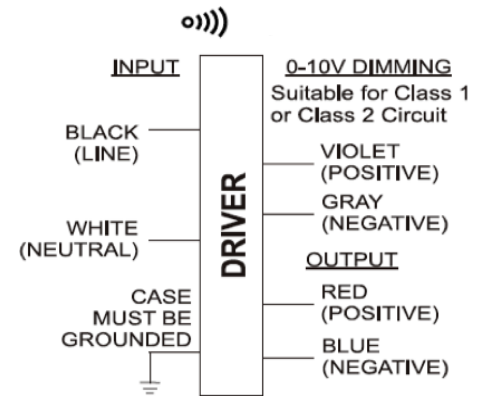 INPUT
BLACK
(LINE)
WHITE
(NEUTRAL)
CASE
MUST BE
GROUNDED
DRIVER
0-10V DIMMING
Suitable for Class 1
or Class 2 Circuit
VIOLET
(POSITIVE)
GRAY
(NEGATIVE)
OUTPUT
RED
(POSITIVE)
BLUE
(NEGATIVE)